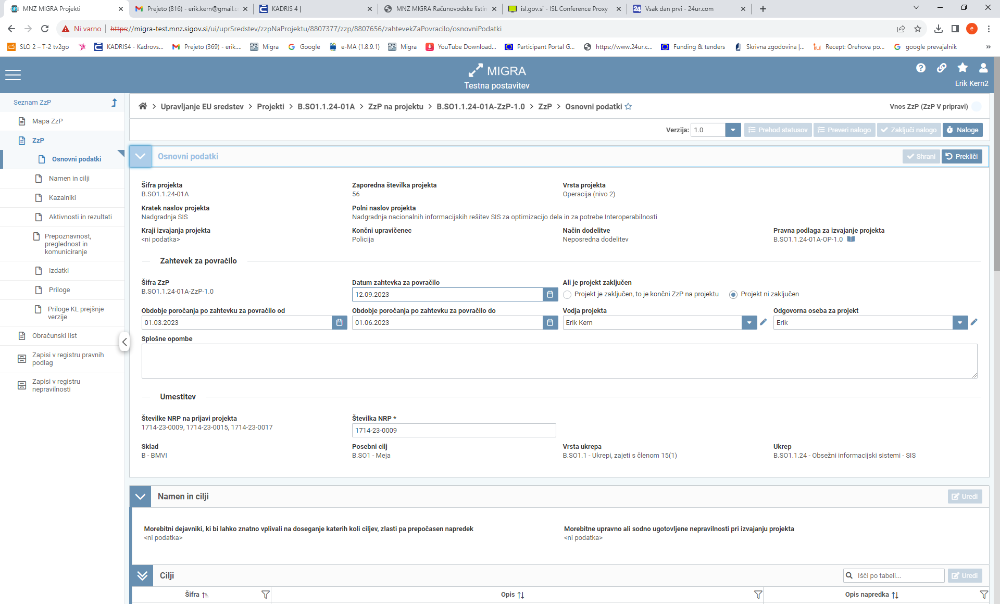 MNZ MIGRA Projekti
Prejeto (816) - erik.kern@gmail.c
KADRIS 4 |
MNZ MIGRA Računovodske listin
isl.gov.si - ISL Conference Proxy
Vsak dan prvi - 24ur.com
Ni varno
https://migra-test.mnz.sigov.si/ui/uprSredstev/zzpNaProjektu/8807377/zzp/8807656/zahtevekZaPovracilo/osnovniPodatki
e
SLO 2 – T-2 tv2go
KADRIS4 - Kadrovs...
Prejeto (369) - erik....
Migra
Google
e-MA (1.8.9.1)
Migra
YouTube Download...
Participant Portal G...
https://www.24ur.c...
Funding & tenders
Skrivna zgodovina |...
Recept: Orehova po...
google prevajalnik
»
MIGRA
Testna postavitev
Erik Kern2
Seznam ZzP
Mapa ZzP
ZzP
Osnovni podatki
Namen in cilji
Kazalniki
Aktivnosti in rezultati
Prepoznavnost,
preglednost in
komuniciranje
Izdatki
Priloge
Priloge KL prejšnje
verzije
Obračunski list
Zapisi v registru pravnih
podlag
Zapisi v registru
nepravilnosti
Upravljanje EU sredstev > Projekti > B.SO1.1.24-01A > ZzP na projektu > B.SO1.1.24-01A-ZzP-1.0 > ZzP > Osnovni podatki
Vnos ZzP (ZzP V pripravi)
Verzija: 1.0
Prehod statusov
Preveri nalogo
Zaključi nalogo
Naloge
Osnovni podatki
Shrani
Prekliči
Šifra projekta
B.SO1.1.24-01A
Zaporedna številka projekta
56
Vrsta projekta
Operacija (nivo 2)
Kratek naslov projekta
Nadgradnja SIS
Polni naslov projekta
Nadgradnja nacionalnih informacijskih rešitev SIS za optimizacijo dela in za potrebe Interoperabilnosti
Kraji izvajanja projekta
<ni podatka>
Končni upravičenec
Policija
Način dodelitve
Neposredna dodelitev
Pravna podlaga za izvajanje projekta
B.SO1.1.24-01A-OP-1.0
Zahtevek za povračilo
Šifra ZzP
B.SO1.1.24-01A-ZzP-1.0
Datum zahtevka za povračilo
12.09.2023
Ali je projekt zaključen
Projekt je zaključen, to je končni ZzP na projektu
Projekt ni zaključen
Obdobje poročanja po zahtevku za povračilo od
01.03.2023
Obdobje poročanja po zahtevku za povračilo do
01.06.2023
Vodja projekta
Erik Kern
Odgovorna oseba za projekt
Erik
Splošne opombe
Umestitev
Številke NRP na prijavi projekta
1714-23-0009, 1714-23-0015, 1714-23-0017
Številka NRP *
1714-23-0009
Sklad
B - BMVI
Posebni cilj
B.SO1 - Meja
Vrsta ukrepa
B.SO1.1 - Ukrepi, zajeti s členom 15(1)
Ukrep
B.SO1.1.24 - Obsežni informacijski sistemi - SIS
Namen in cilji
Uredi
Morebitni dejavniki, ki bi lahko znatno vplivali na doseganje katerih koli ciljev, zlasti pa prepočasen napredek
<ni podatka>
Morebitne upravno ali sodno ugotovljene nepravilnosti pri izvajanju projekta
<ni podatka>
Cilji
Išči po tabeli...
Uredi
Šifra
Opis
Opis napredka